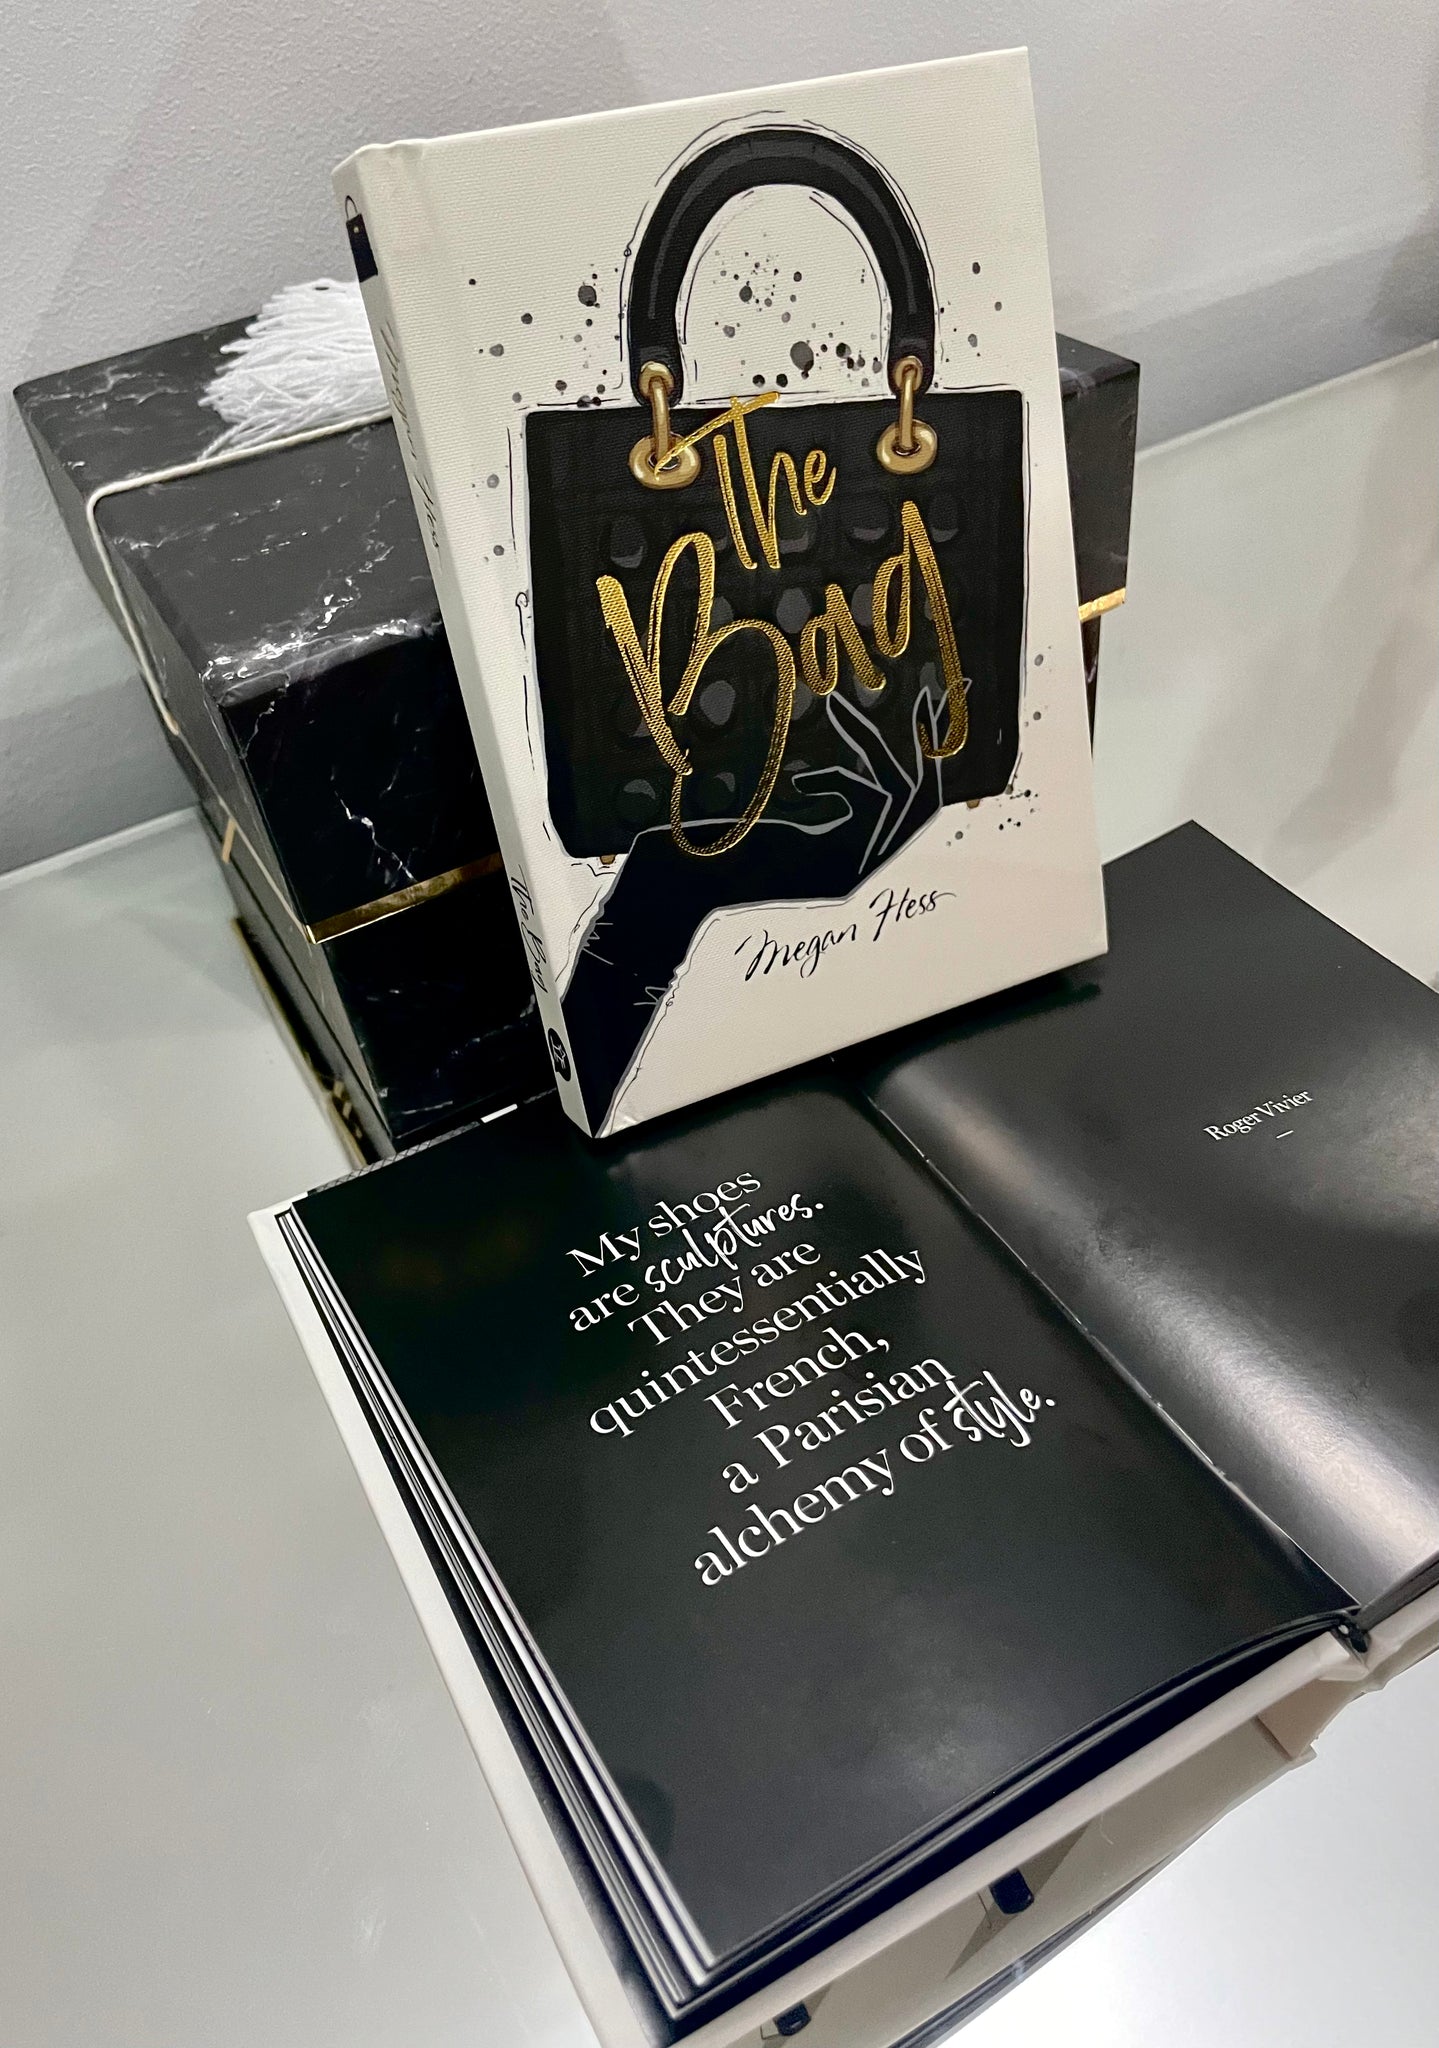 The
Bag
Megan Hess
Megan Hess
The Bag
My shoes
are sculptures.
They are
quintessentially
French,
a Parisian
alchemy of style.
Roger Vivier